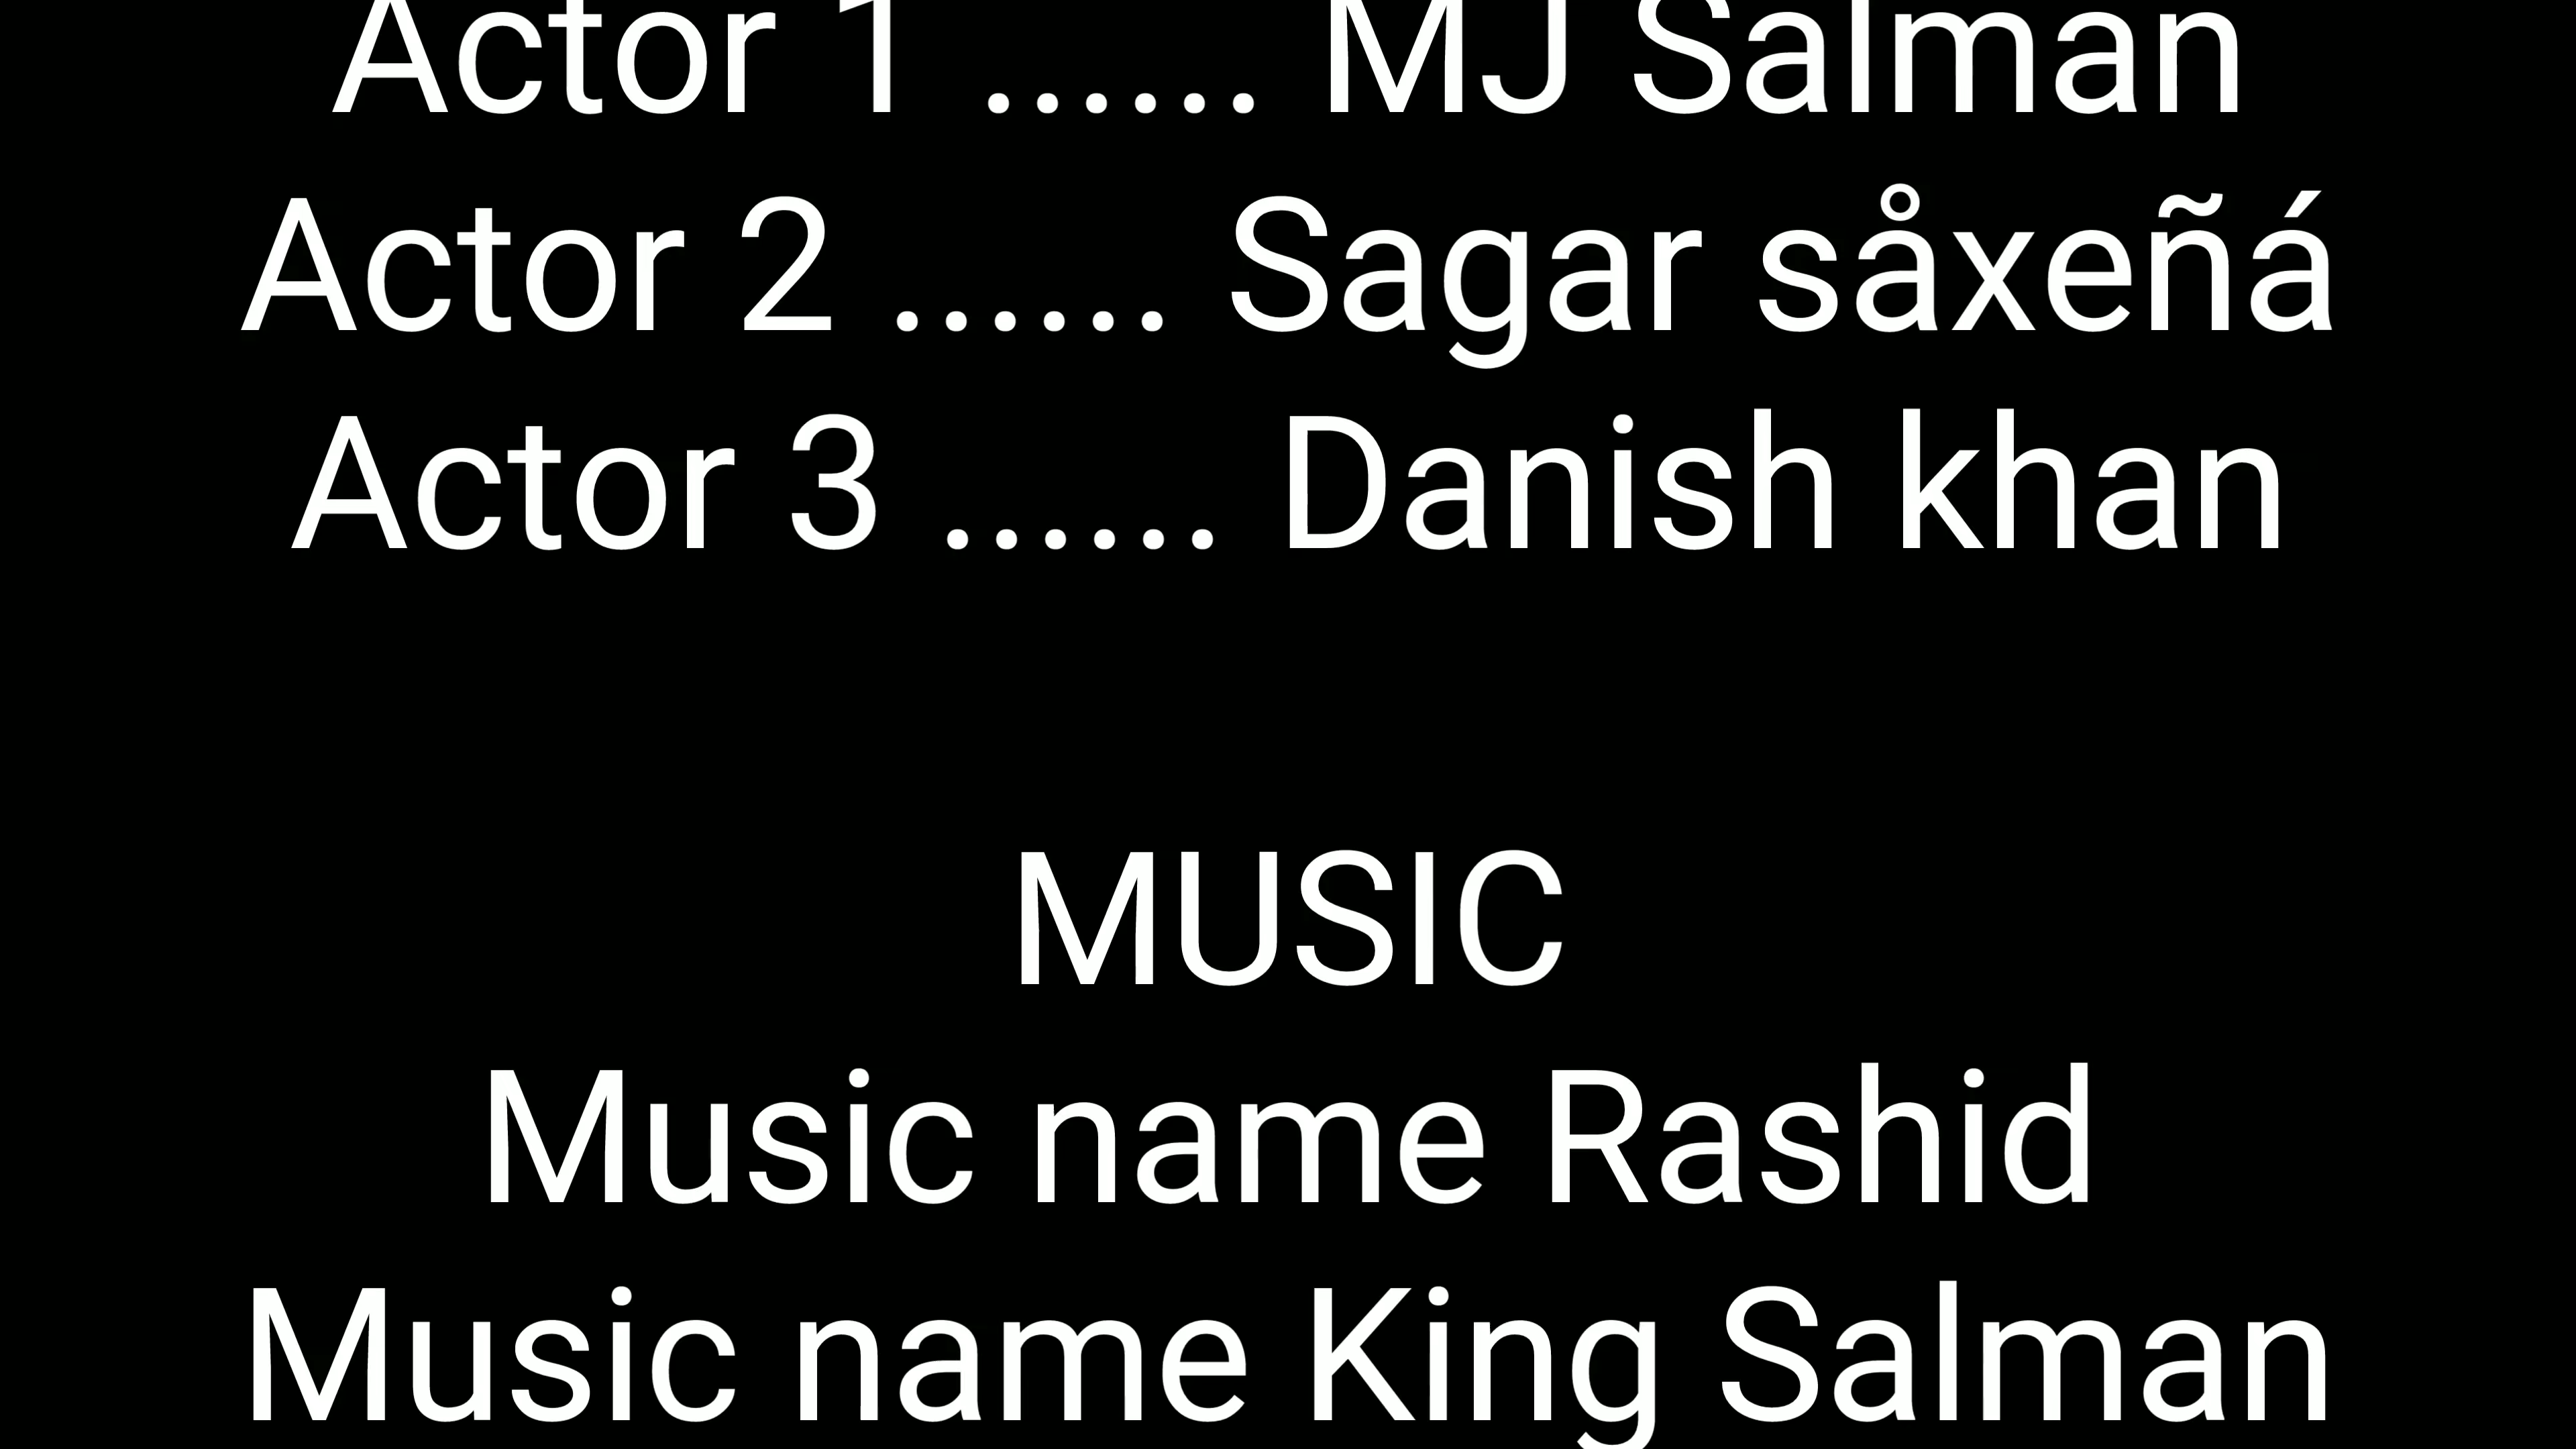 Actor 1 ...... MJ Salman
Actor 2 ...... Sagar såxeñá
Actor 3 ...... Danish khan
MUSIC
Music name Rashid
Music name King Salman